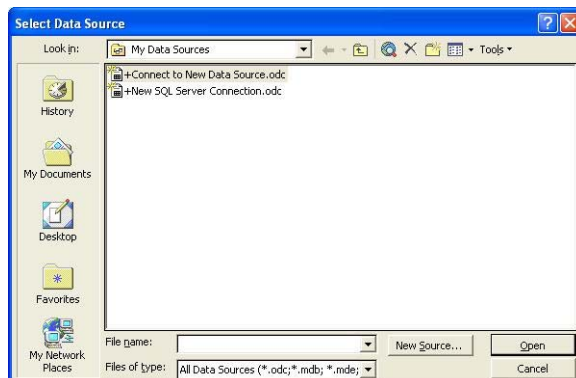 Select Data Source
Look in: My Data Sources Tools
+Connect to New Data Source.odc
+New SQL Server Connection.odc
History
My Documents
Desktop
Favorites
My Network
Places
File name: New Source... Open
Files of type: All Data Sources (*.odc;*.mdb; *.mde; Cancel